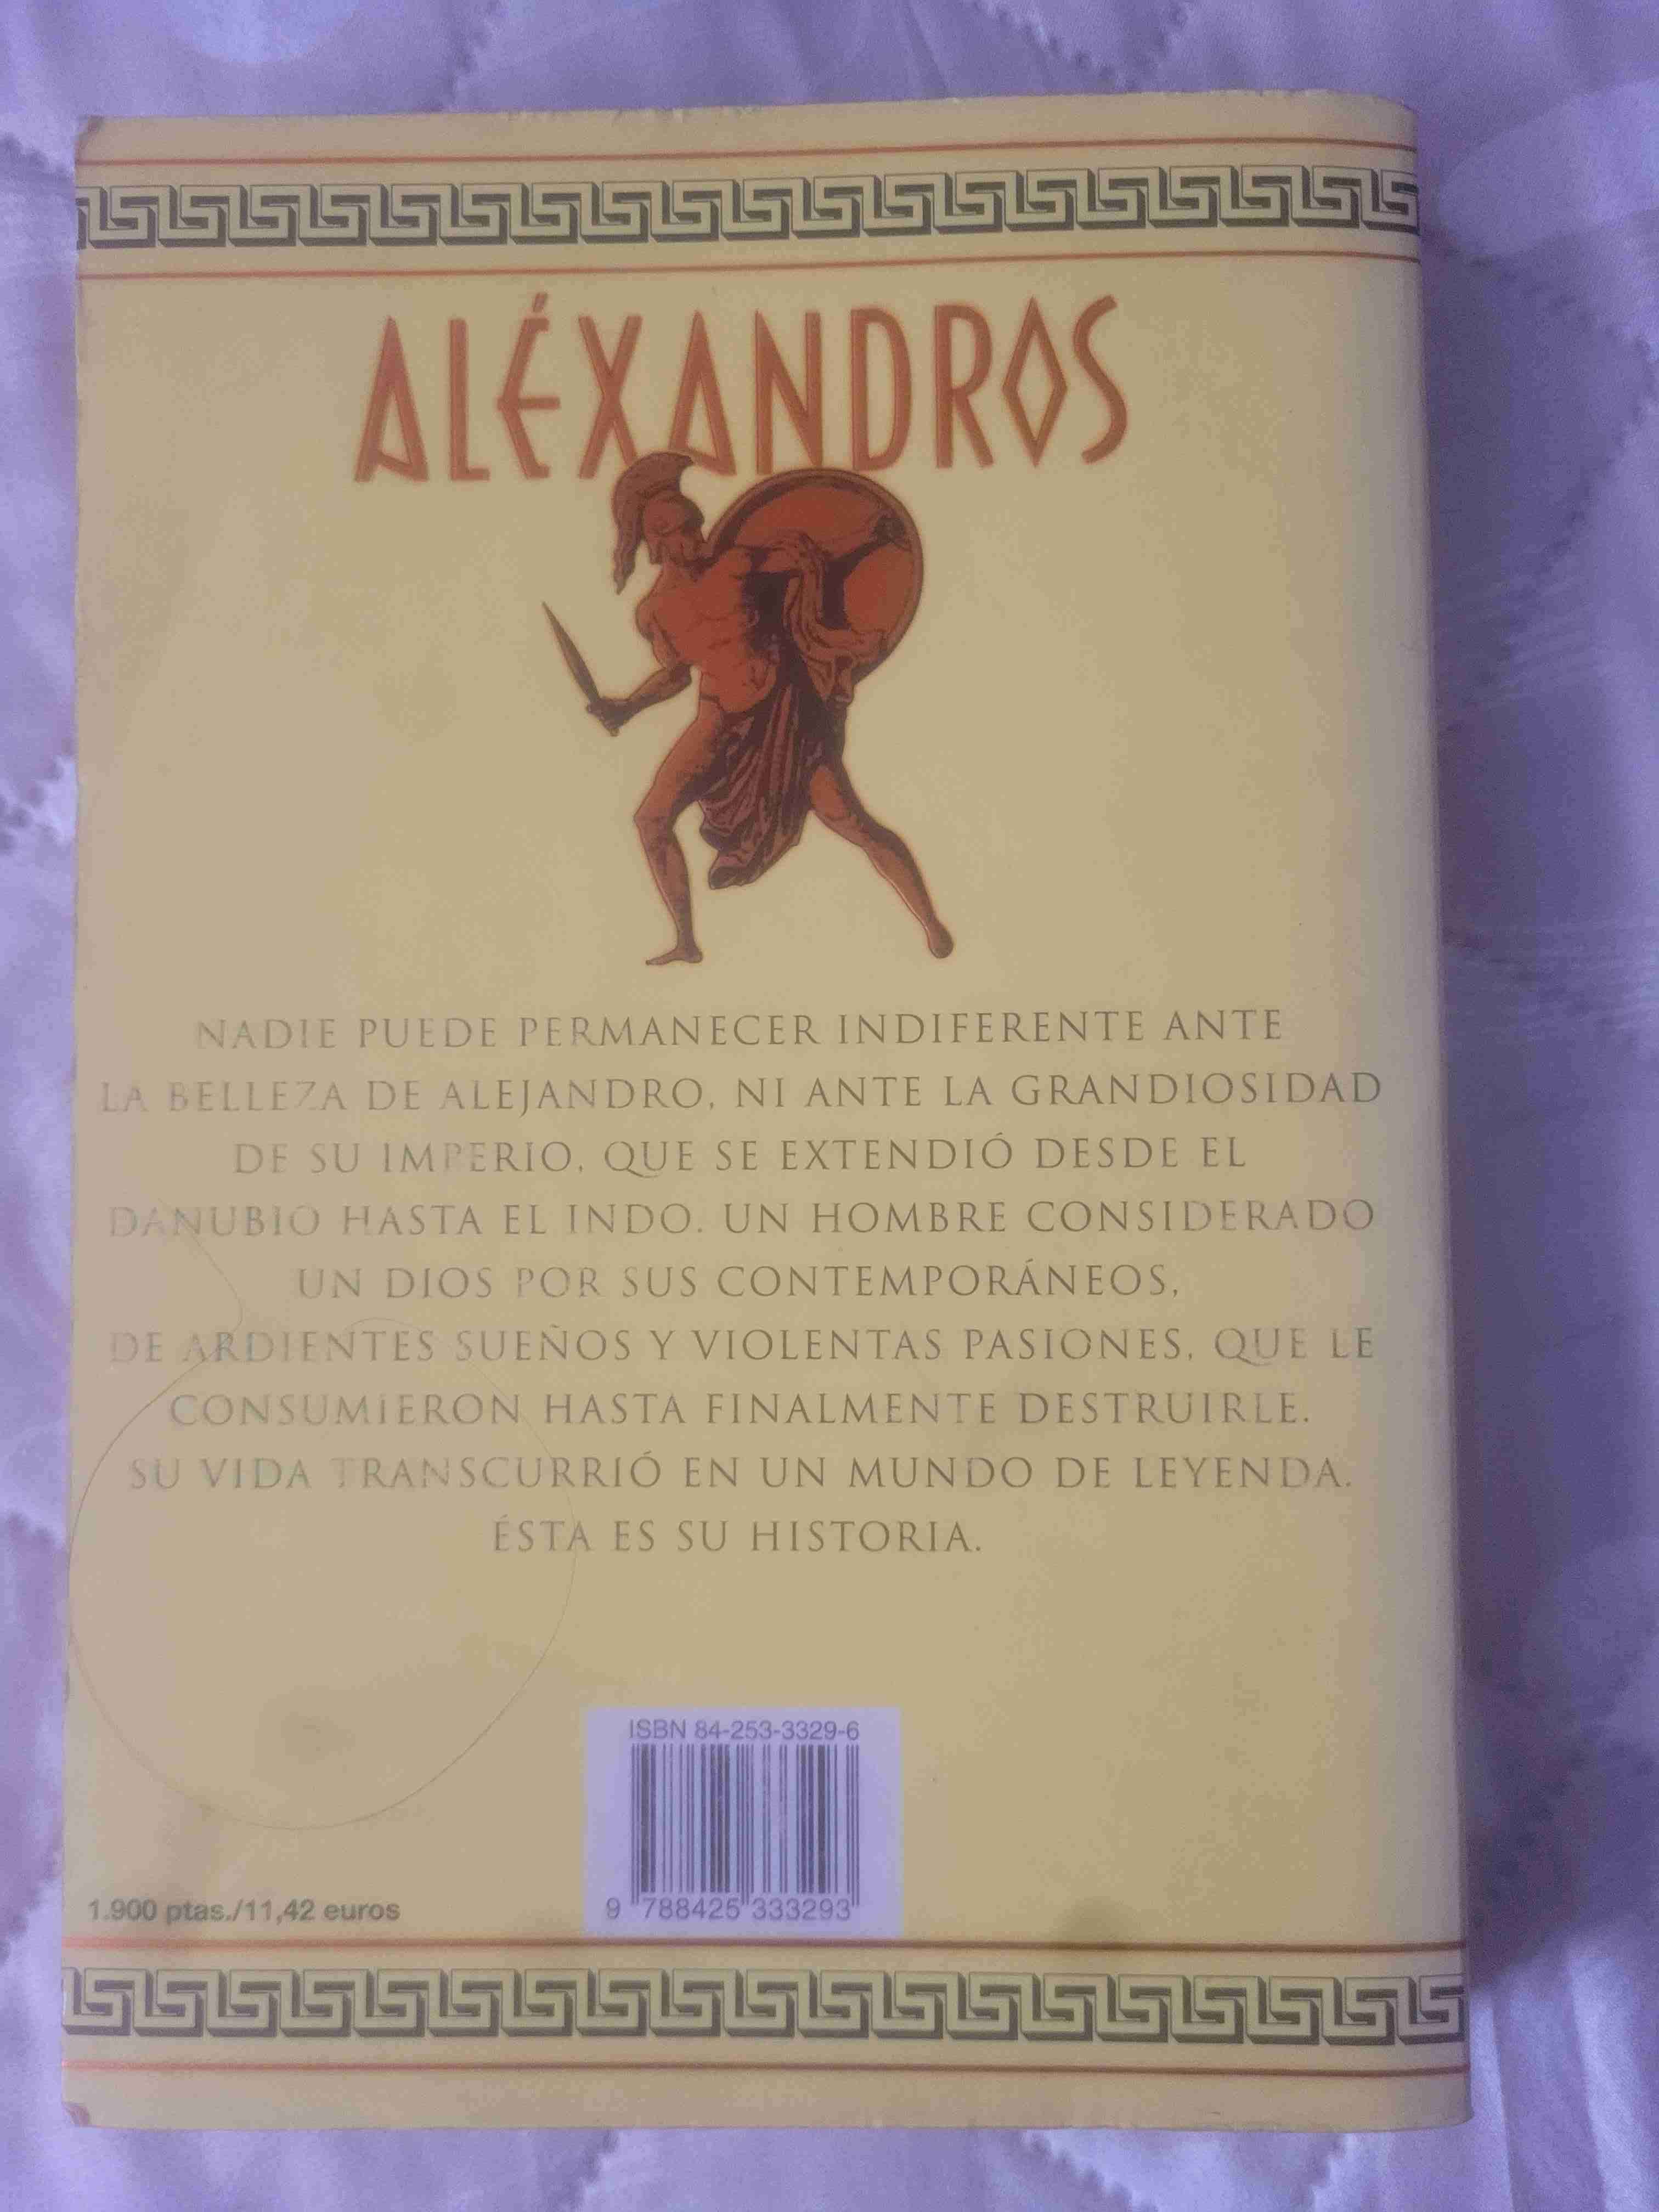 ALÉXANDROS
NADIE PUEDE PERMANECER INDIFERENTE ANTE
LA BELLEZA DE ALEJANDRO, NI ANTE LA GRANDIOSIDAD
DE SU IMPERIO, QUE SE EXTENDIÓ DESDE EL
DANUBIO HASTA EL INDO. UN HOMBRE CONSIDERADO
UN DIOS POR SUS CONTEMPORÁNEOS,
DE ARDIENTES SUEÑOS Y VIOLENTAS PASIONES, QUE LE
CONSUMIERON HASTA FINALMENTE DESTRUIRLE.
SU VIDA TRANSCURRIÓ EN UN MUNDO DE LEYENDA.
ÉSTA ES SU HISTORIA.
ISBN 84-253-3329-6
9 788425 333293
1.900 ptas./11,42 euros